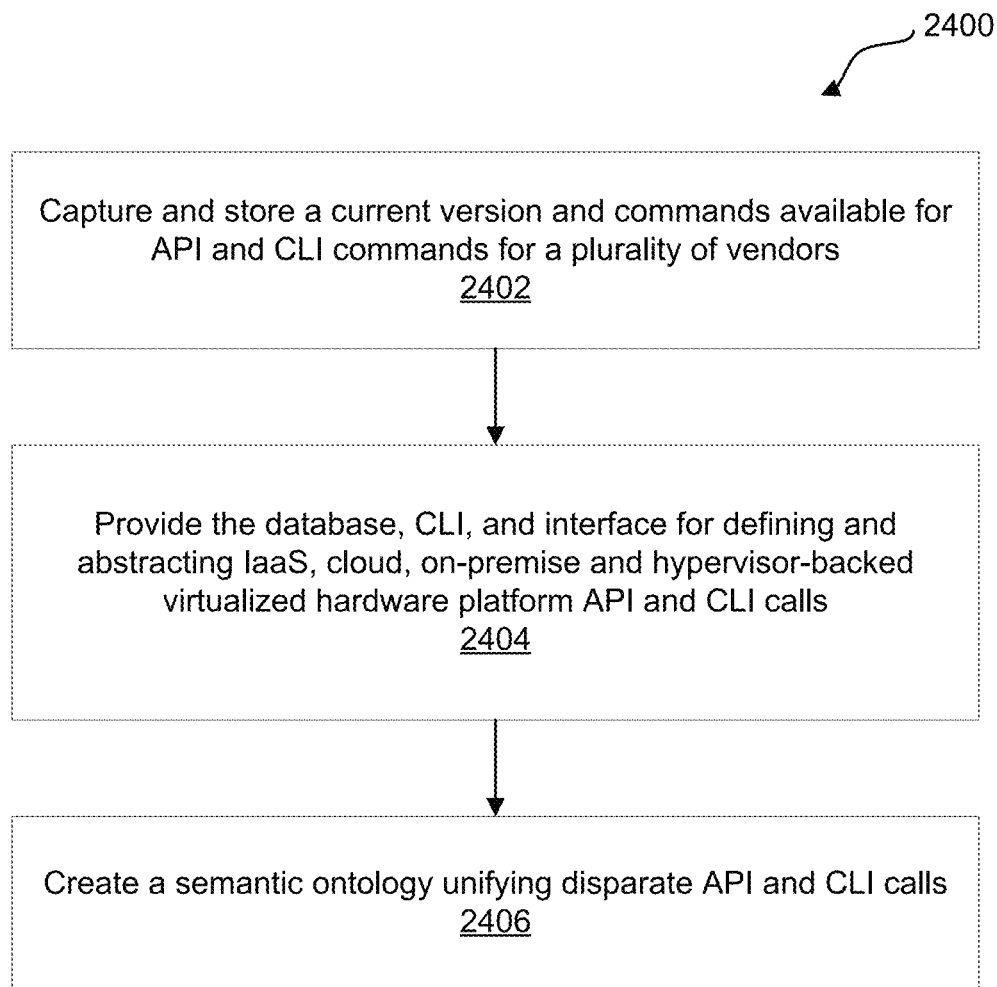 2400
Capture and store a current version and commands available for
API and CLI commands for a plurality of vendors
2402
Provide the database, CLI, and interface for defining and
abstracting IaaS, cloud, on-premise and hypervisor-backed
virtualized hardware platform API and CLI calls
2404
Create a semantic ontology unifying disparate API and CLI calls
2406